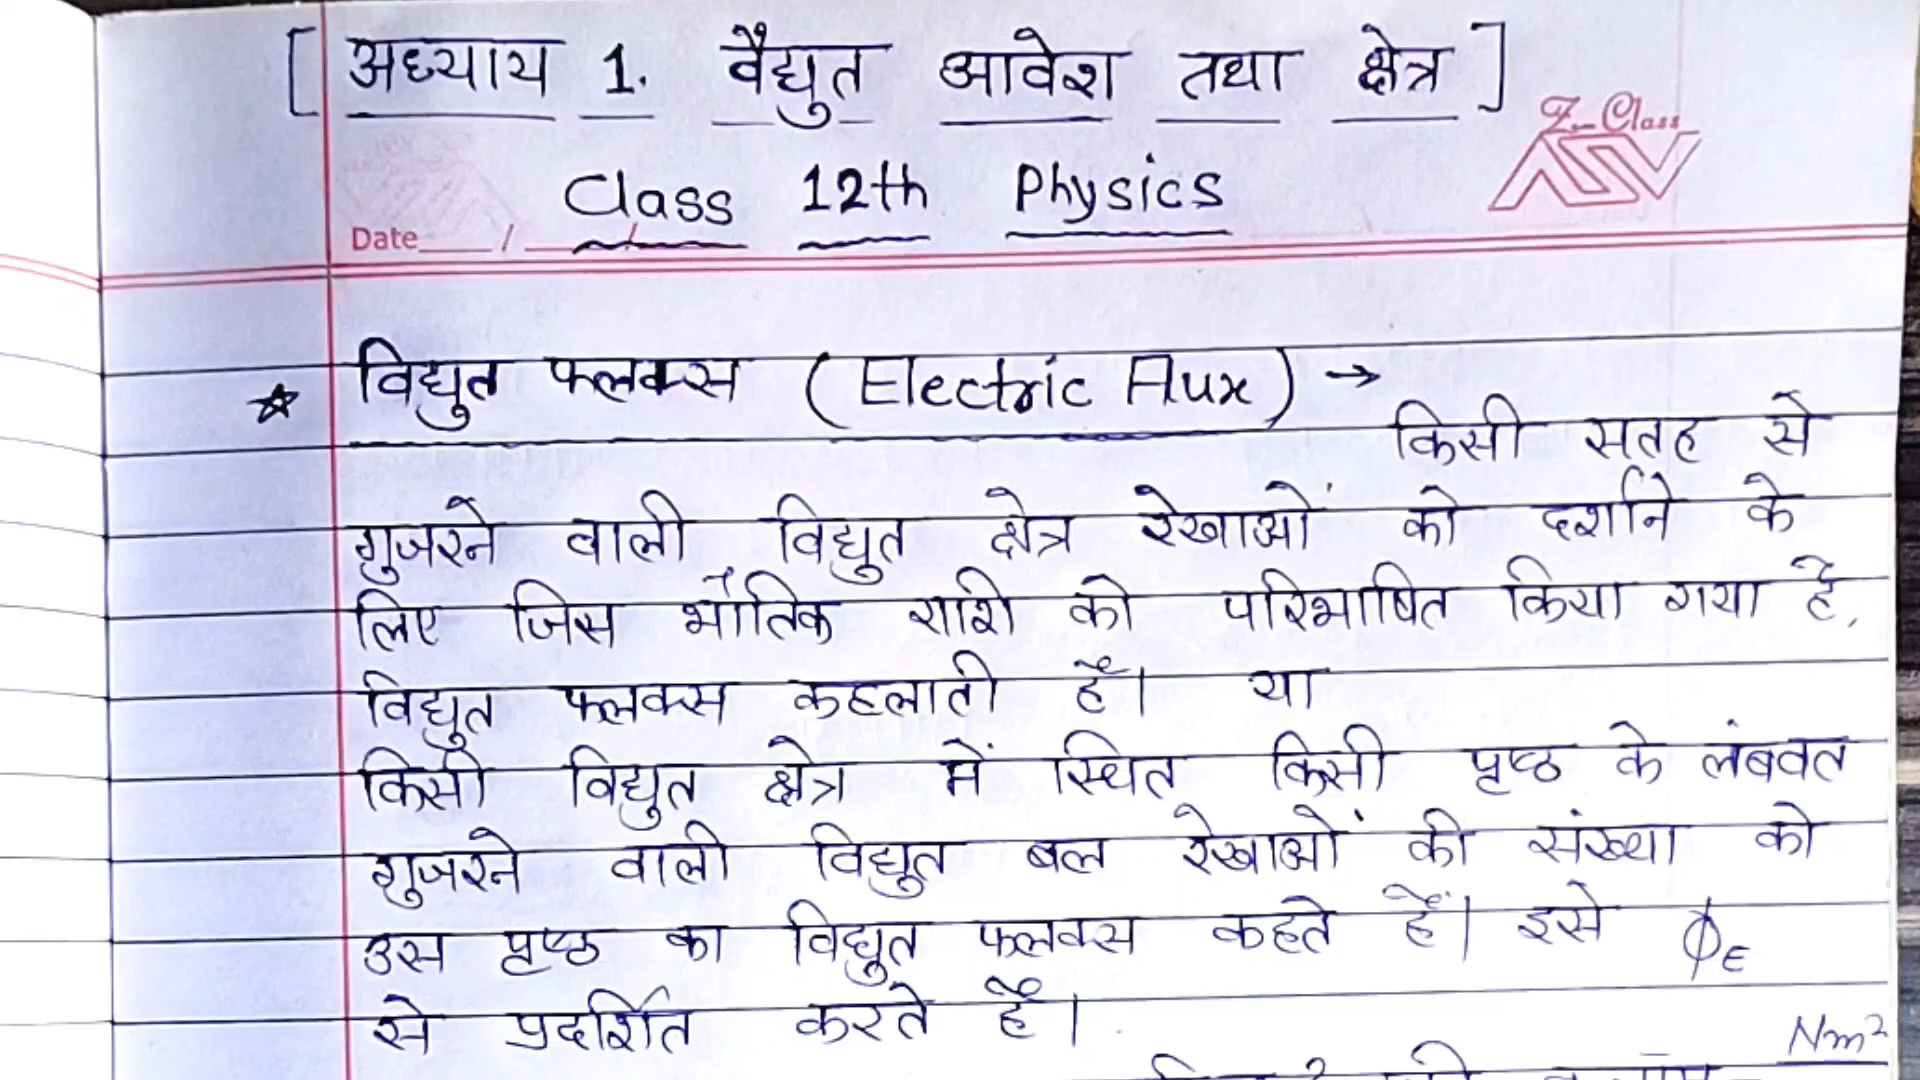 [ अध्याय 1. वैद्युत आवेश तथा क्षेत्र ]
Z-Class
Class 12th Physics
Date / /
विद्युत फ्लक्स (Electric Flux) →
किसी सतह से
गुजरने वाली विद्युत क्षेत्र रेखाओं को दर्शाने के
लिए जिस भौतिक राशि को परिभाषित किया गया है,
विद्युत फ्लक्स कहलाती है। या
किसी विद्युत क्षेत्र में स्थित किसी पृष्ठ के लंबवत
गुजरने वाली विद्युत बल रेखाओं की संख्या को
उस पृष्ठ का विद्युत फ्लक्स कहते हैं। इसे ϕE
से प्रदर्शित करते हैं।
Nm²